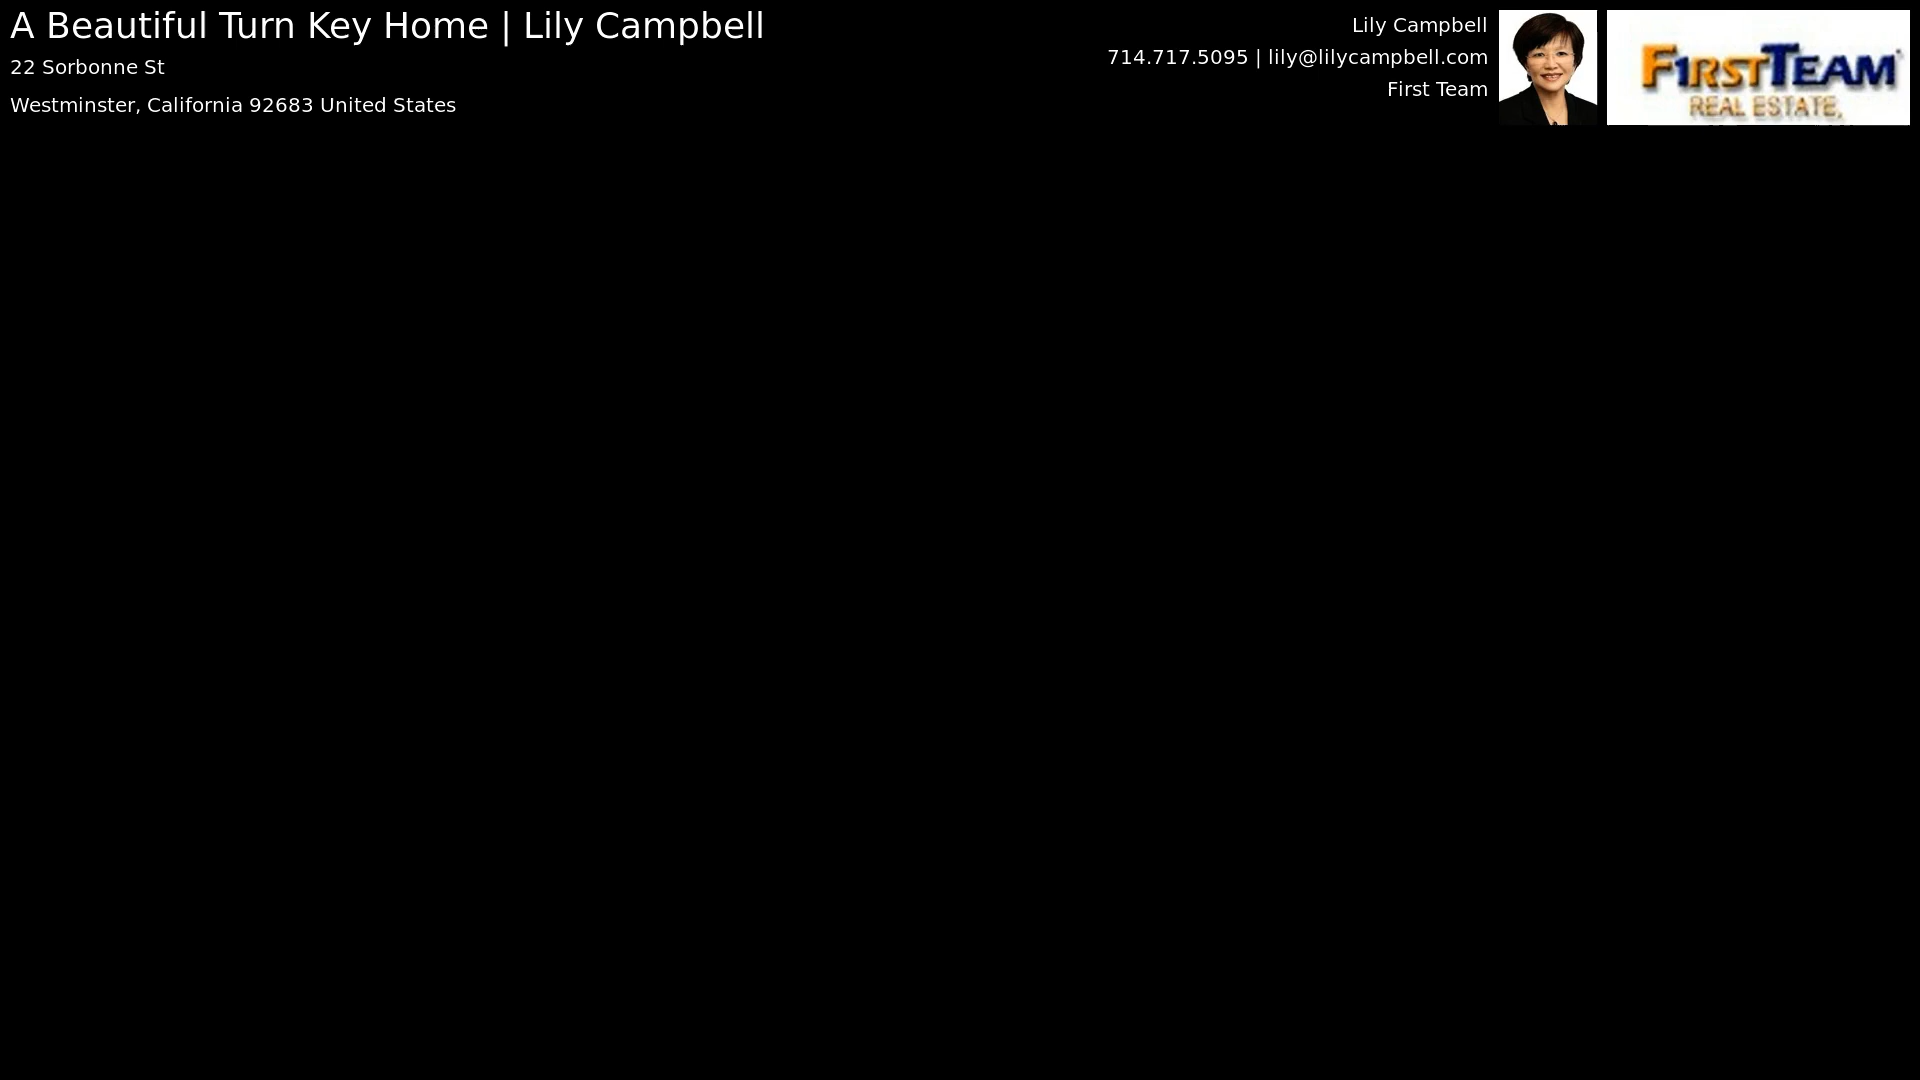 A Beautiful Turn Key Home | Lily Campbell
22 Sorbonne St
Westminster, California 92683 United States
Lily Campbell
714.717.5095 | lily@lilycampbell.com
First Team
FIRSTTEAM
REAL ESTATE,